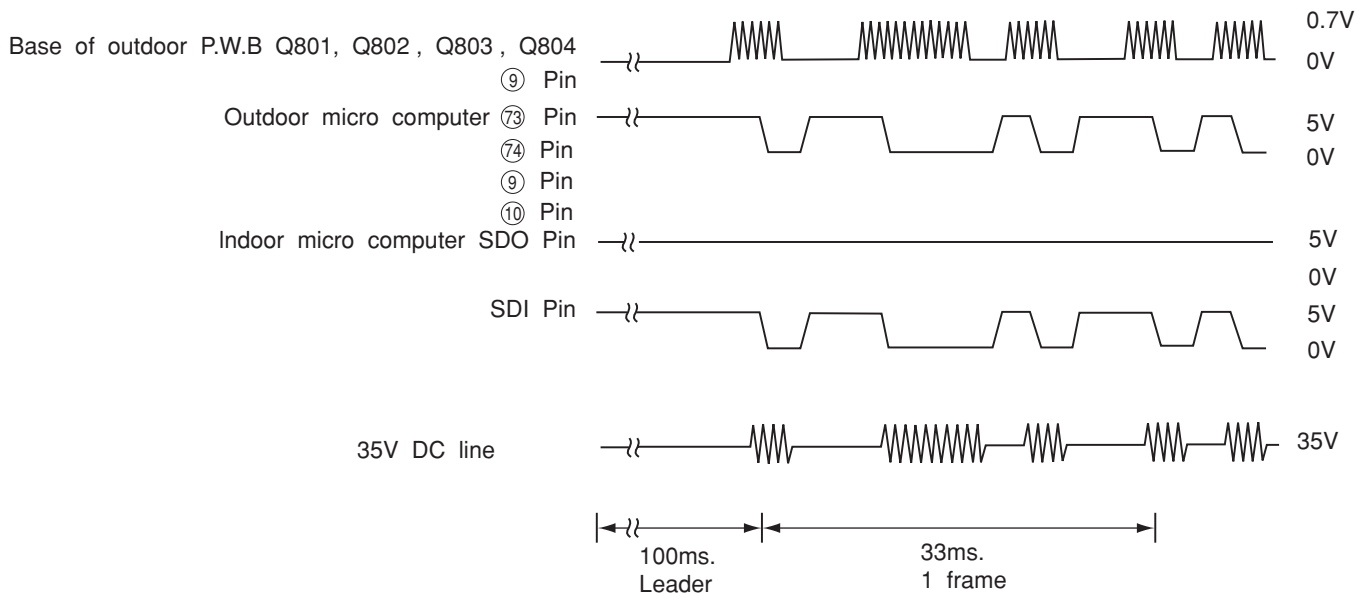 0.7V
Base of outdoor P.W.B Q801, Q802 , Q803 , Q804
0V
⑨ Pin
Outdoor micro computer ㊼ Pin
5V
74 Pin
0V
⑨ Pin
⑩ Pin
Indoor micro computer SDO Pin
5V
0V
SDI Pin
5V
0V
35V DC line
35V
100ms.
Leader
33ms.
1 frame